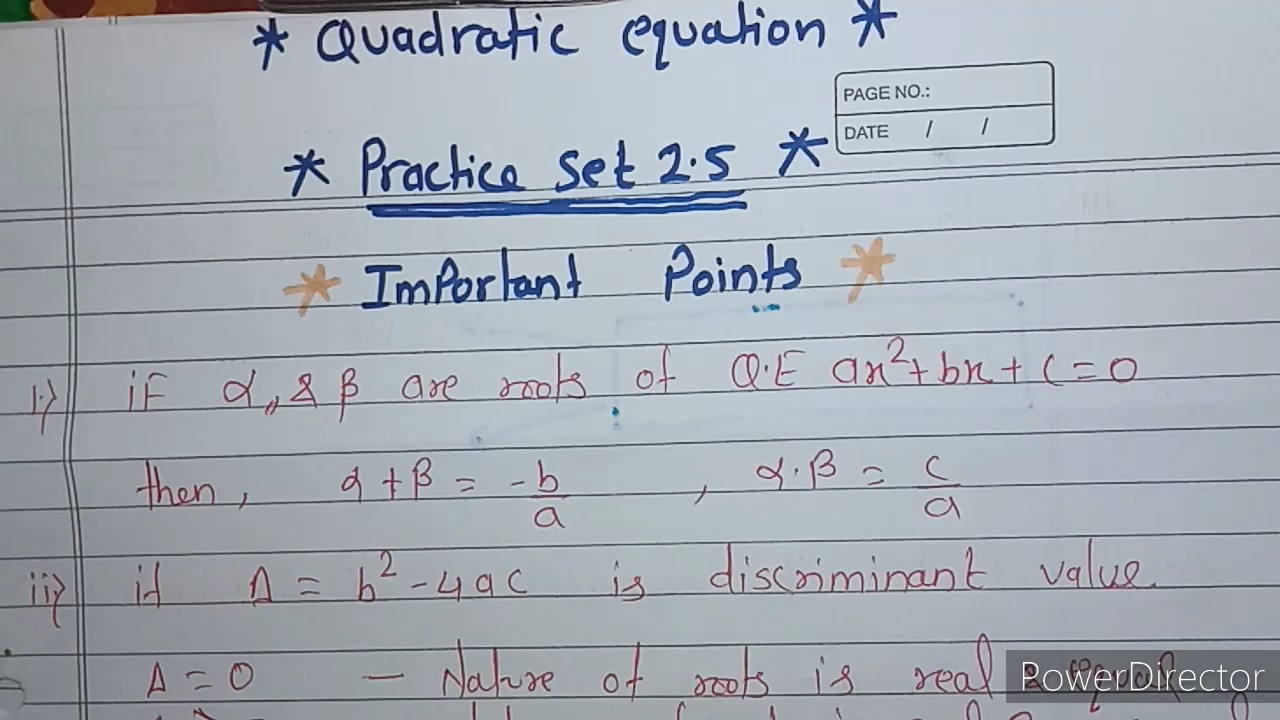 * Quadratic equation *
PAGE NO.:
DATE / /
* Practice set 2.5 *
* Important Points *
i.) if α, & β are roots of Q.E ax²+bx+c=0
then, α+β = -b/a , α.β = c/a
ii) if Δ = b²-4ac is discriminant value.
Δ=0 — Nature of roots is real
PowerDirector